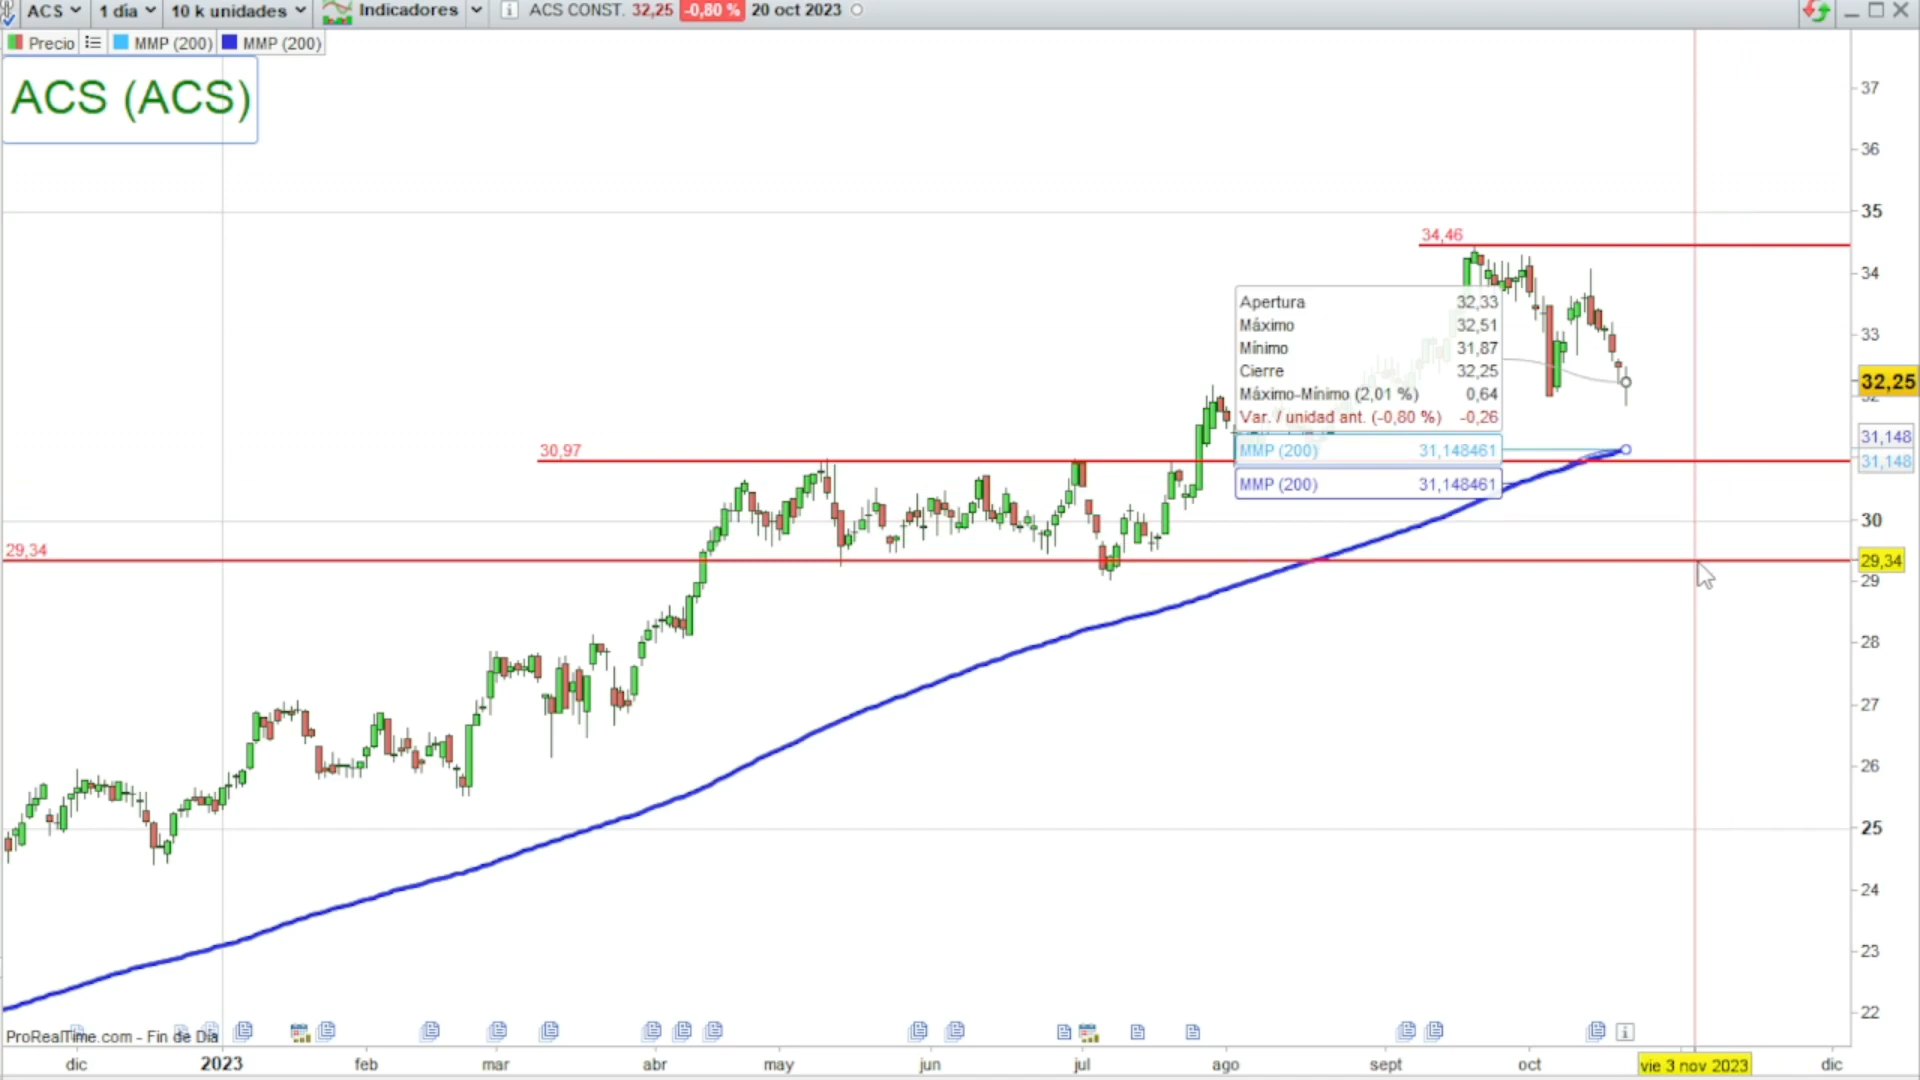 ACS 1 día 10 k unidades Indicadores ACS CONST. 32,25 -0,80 % 20 oct 2023
Precio MMP (200) MMP (200)
ACS (ACS)
37
36
35
34,46
34
Apertura 32,33
Máximo 32,51
Mínimo 31,87
Cierre 32,25
Máximo-Mínimo (2,01 %) 0,64
Var. / unidad ant. (-0,80 %) -0,26
33
32,25
32
31,148
30,97
MMP (200) 31,148461
31,148
MMP (200) 31,148461
30
29,34
29,34
29
28
27
26
25
24
23
22
ProRealTime.com - Fin de Día
dic 2023 feb mar abr may jun jul ago sept oct vie 3 nov 2023 dic